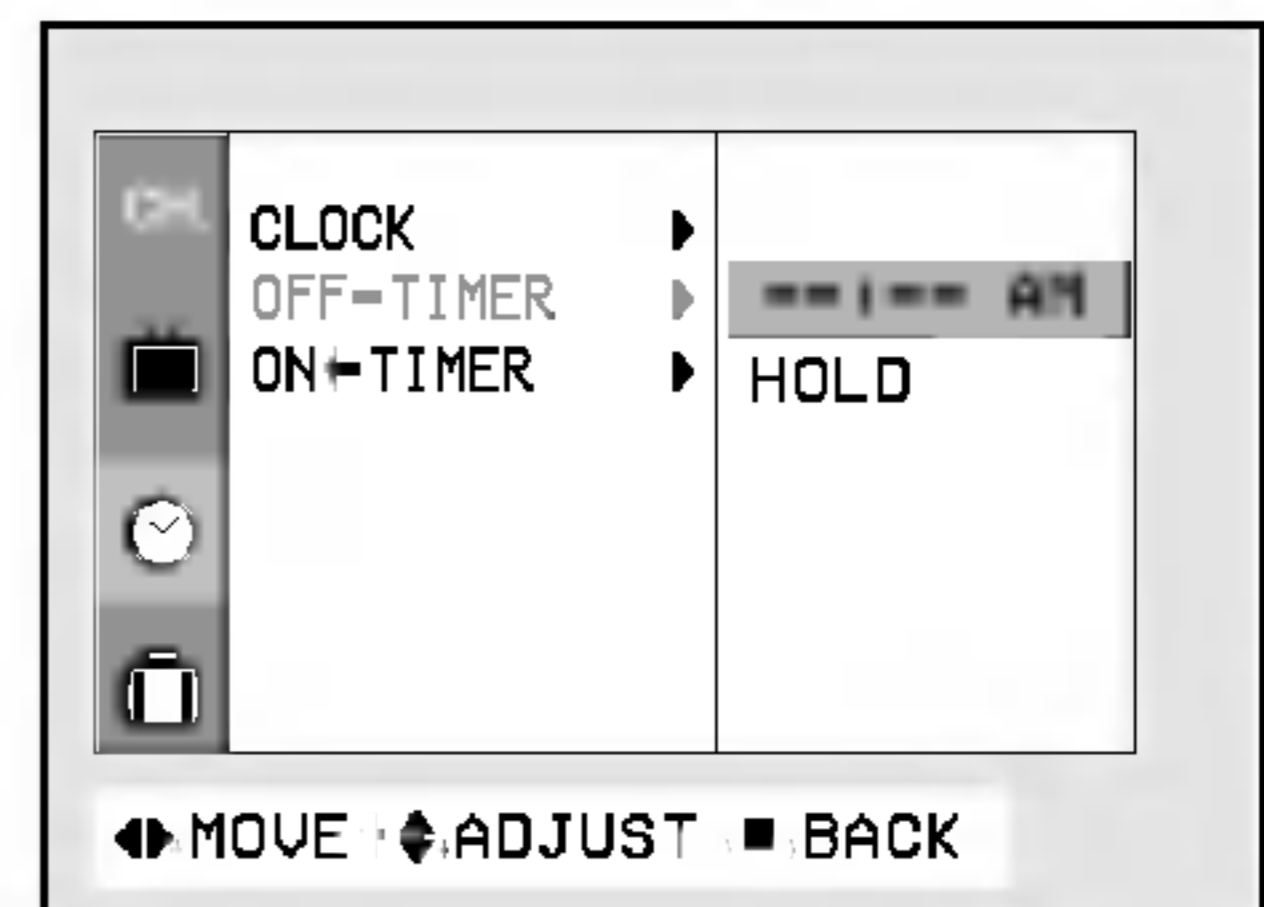 CH.
CLOCK
OFF-TIMER
--:-- AM
ON-TIMER
HOLD
MOVE ADJUST BACK